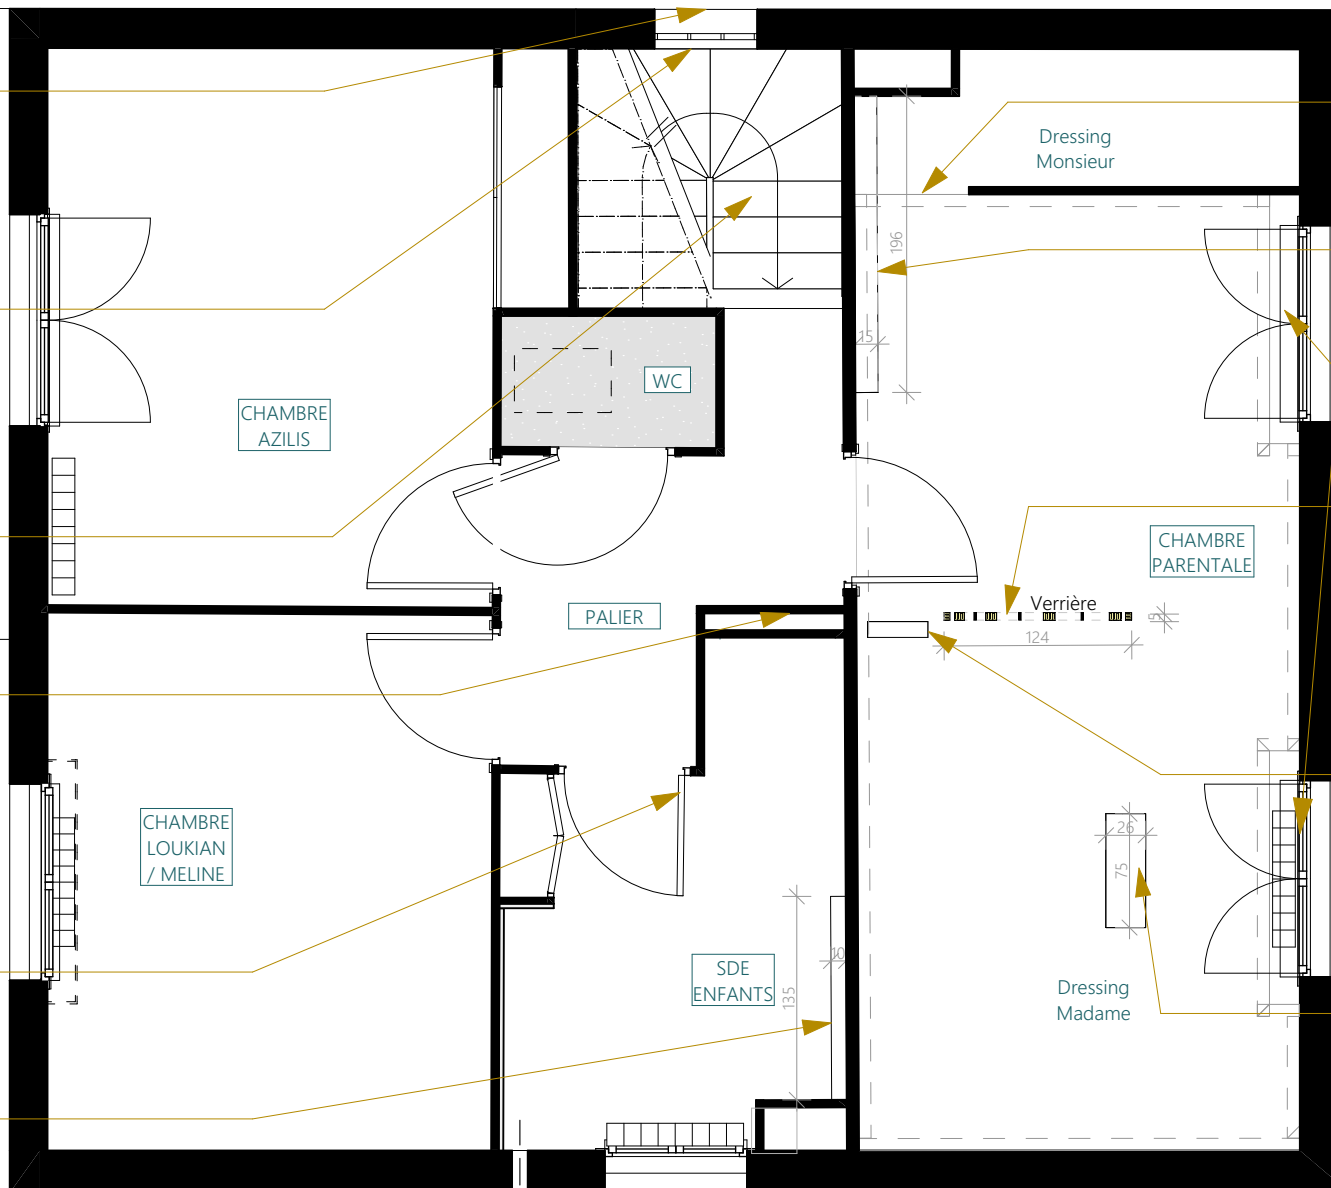 Dressing
Monsieur
196
15
WC
CHAMBRE
AZILIS
CHAMBRE
PARENTALE
Verrière
5
124
PALIER
CHAMBRE
LOUKIAN
/ MELINE
26
75
10
135
SDE
ENFANTS
Dressing
Madame